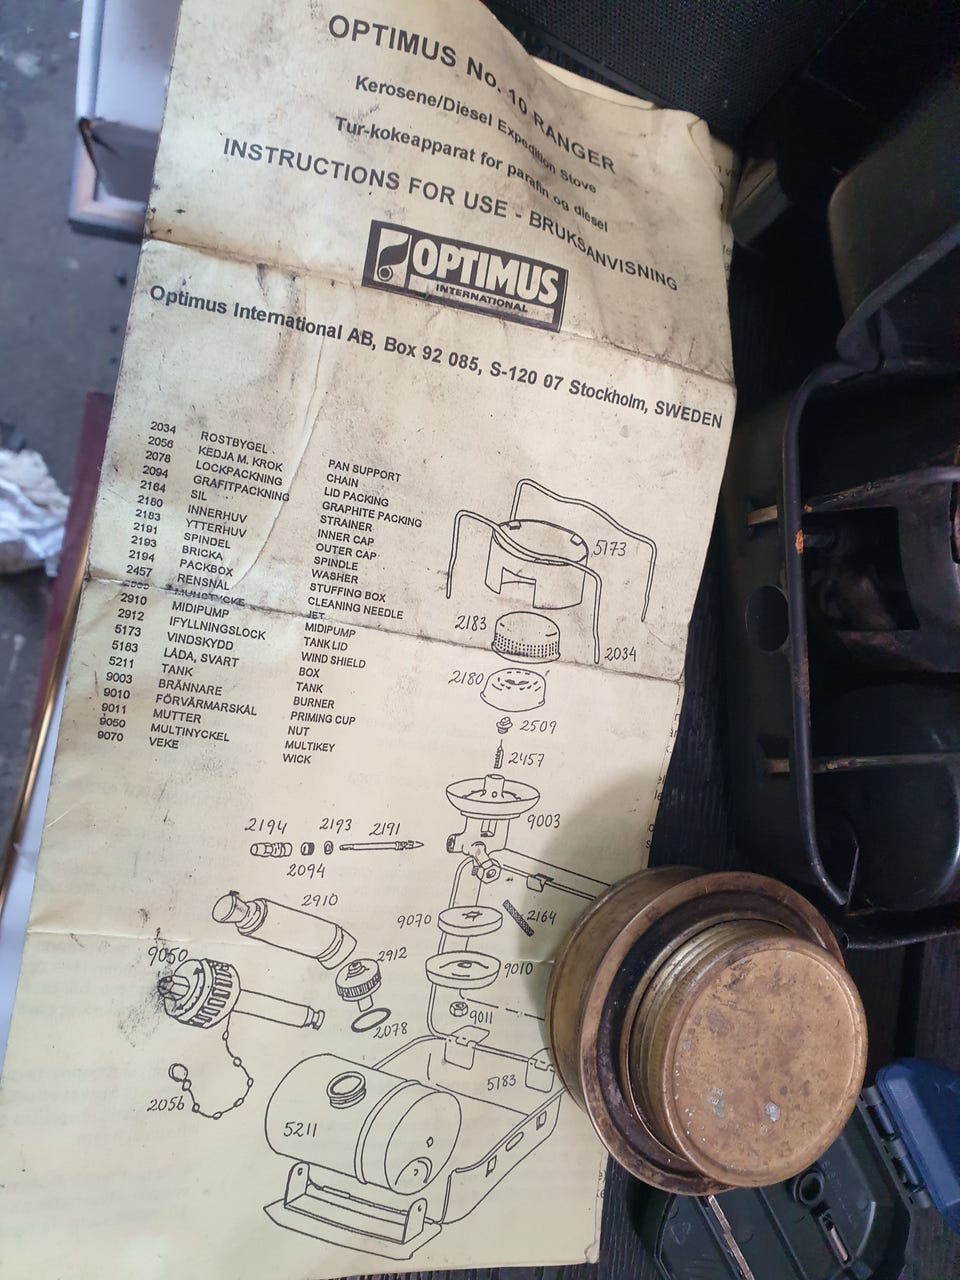 OPTIMUS No. 10 RANGER
Kerosene/Diesel Expedition Stove
Tur-kokeapparat for parafin og diesel
INSTRUCTIONS FOR USE - BRUKSANVISNING
OPTIMUS
INTERNATIONAL
Optimus International AB, Box 92 085, S-120 07 Stockholm, SWEDEN
2034 ROSTBYGEL PAN SUPPORT
2056 KEDJA M. KROK CHAIN
2078 LOCKPACKNING LID PACKING
2094 GRAFITPACKNING GRAPHITE PACKING
2164 SIL STRAINER
2180 INNERHUV INNER CAP
2183 YTTERHUV OUTER CAP
2191 SPINDEL SPINDLE
2193 BRICKA WASHER
2194 PACKBOX STUFFING BOX
2457 RENSNÅL CLEANING NEEDLE
2509 MUNSTYCKE JET
2910 MIDIPUMP MIDIPUMP
2912 IFYLLNINGSLOCK TANK LID
5173 VINDSKYDD WIND SHIELD
5183 LÅDA, SVART BOX
5211 TANK TANK
9003 BRÄNNARE BURNER
9010 FÖRVÄRMARSKÅL PRIMING CUP
9011 MUTTER NUT
9050 MULTINYCKEL MULTIKEY
9070 VEKE WICK
5173
2183
2034
2180
2509
2457
9003
2194 2193 2191
2094
2910
9070
2164
2912
9050
9010
9011
2078
5183
2056
5211